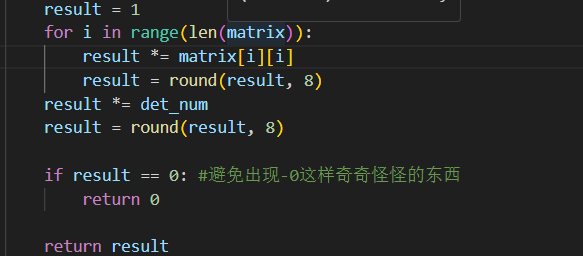 result = 1
for i in range(len(matrix)):
result *= matrix[i][i]
result = round(result, 8)
result *= det_num
result = round(result, 8)
if result == 0: #避免出现-0这样奇奇怪怪的东西
return 0
return result